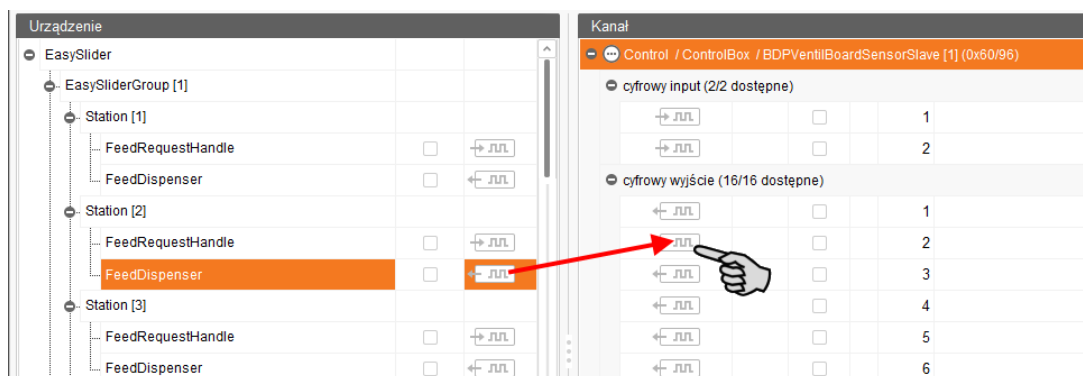 Urządzenie
EasySlider
EasySliderGroup [1]
Station [1]
FeedRequestHandle
FeedDispenser
Station [2]
FeedRequestHandle
FeedDispenser
Station [3]
FeedRequestHandle
FeedDispenser
Kanał
Control / ControlBox / BDPVentilBoardSensorSlave [1] (0x60/96)
cyfrowy input (2/2 dostępne)
1
2
cyfrowy wyjście (16/16 dostępne)
1
2
3
4
5
6